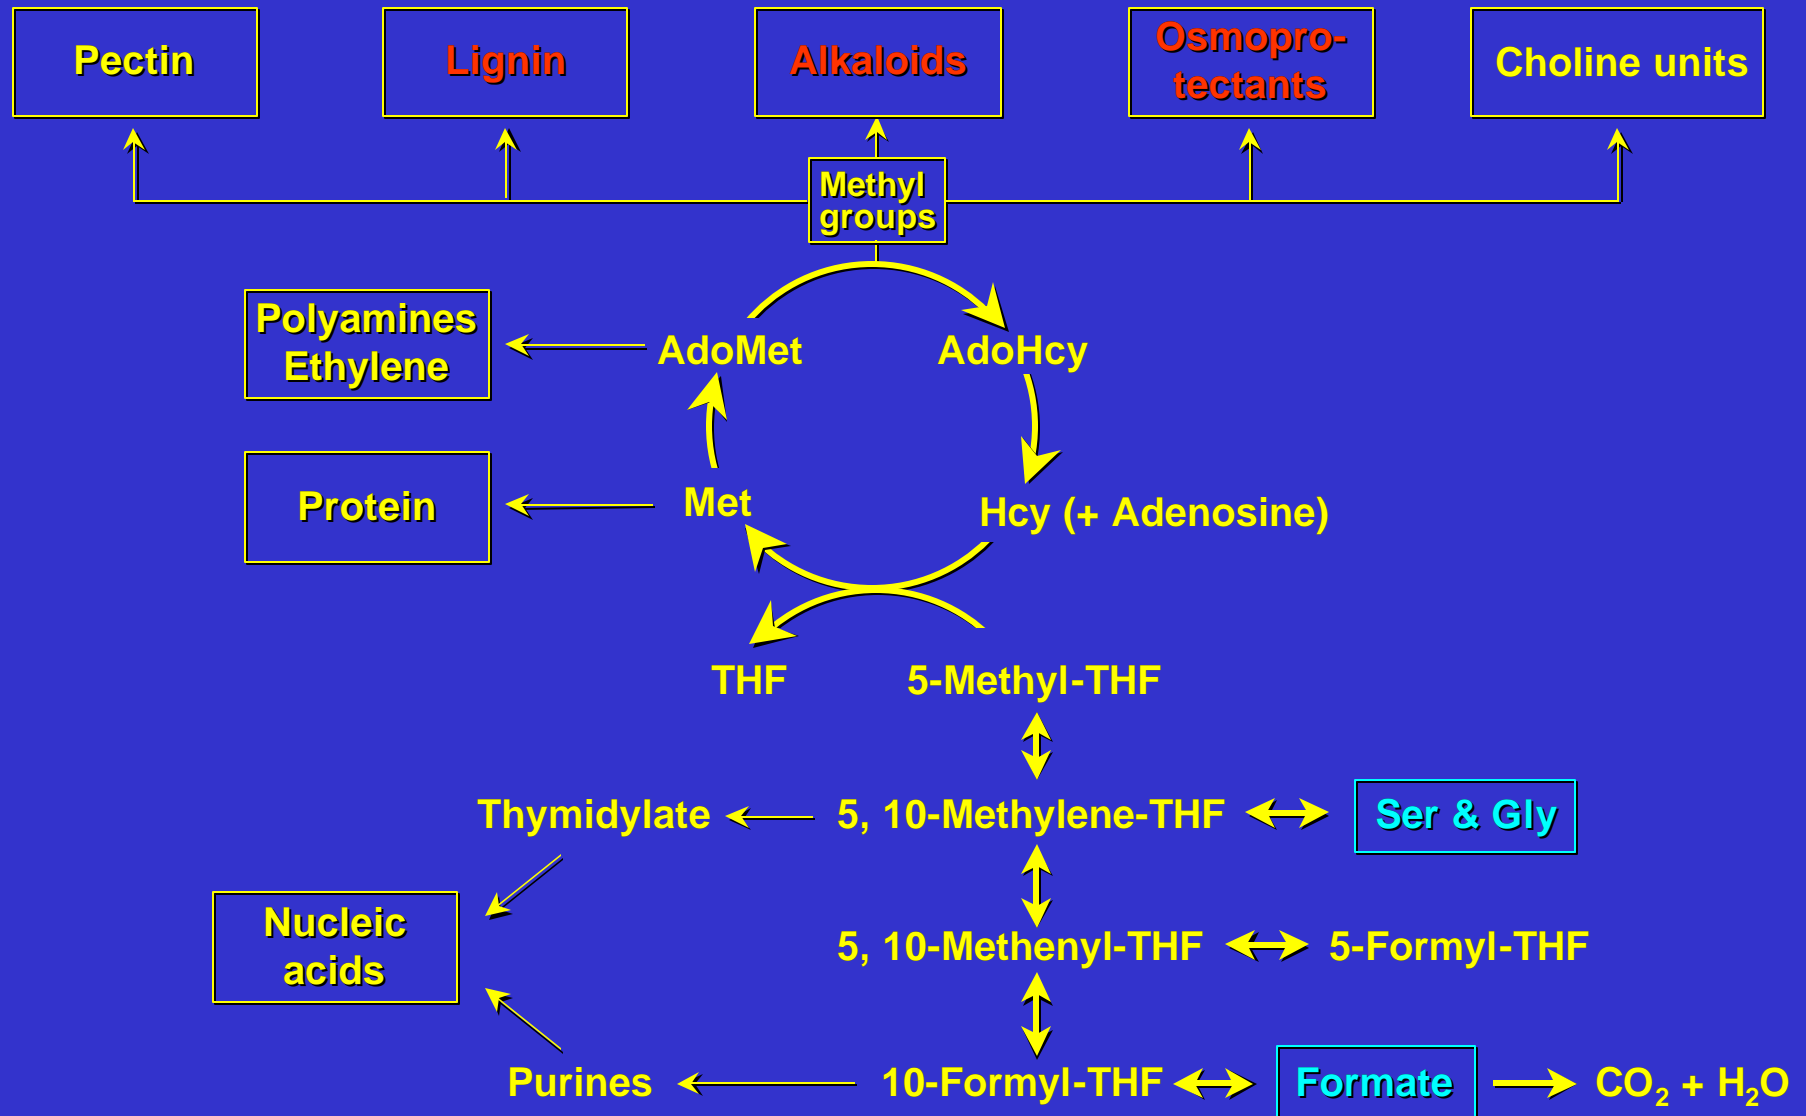 Pectin
Lignin
Alkaloids
Osmopro-
tectants
Choline units
Methyl
groups
Polyamines
Ethylene
AdoMet
AdoHcy
Protein
Met
Hcy (+ Adenosine)
THF
5-Methyl-THF
Thymidylate
5, 10-Methylene-THF
Ser & Gly
Nucleic
acids
5, 10-Methenyl-THF
5-Formyl-THF
Purines
10-Formyl-THF
Formate
CO₂ + H₂O